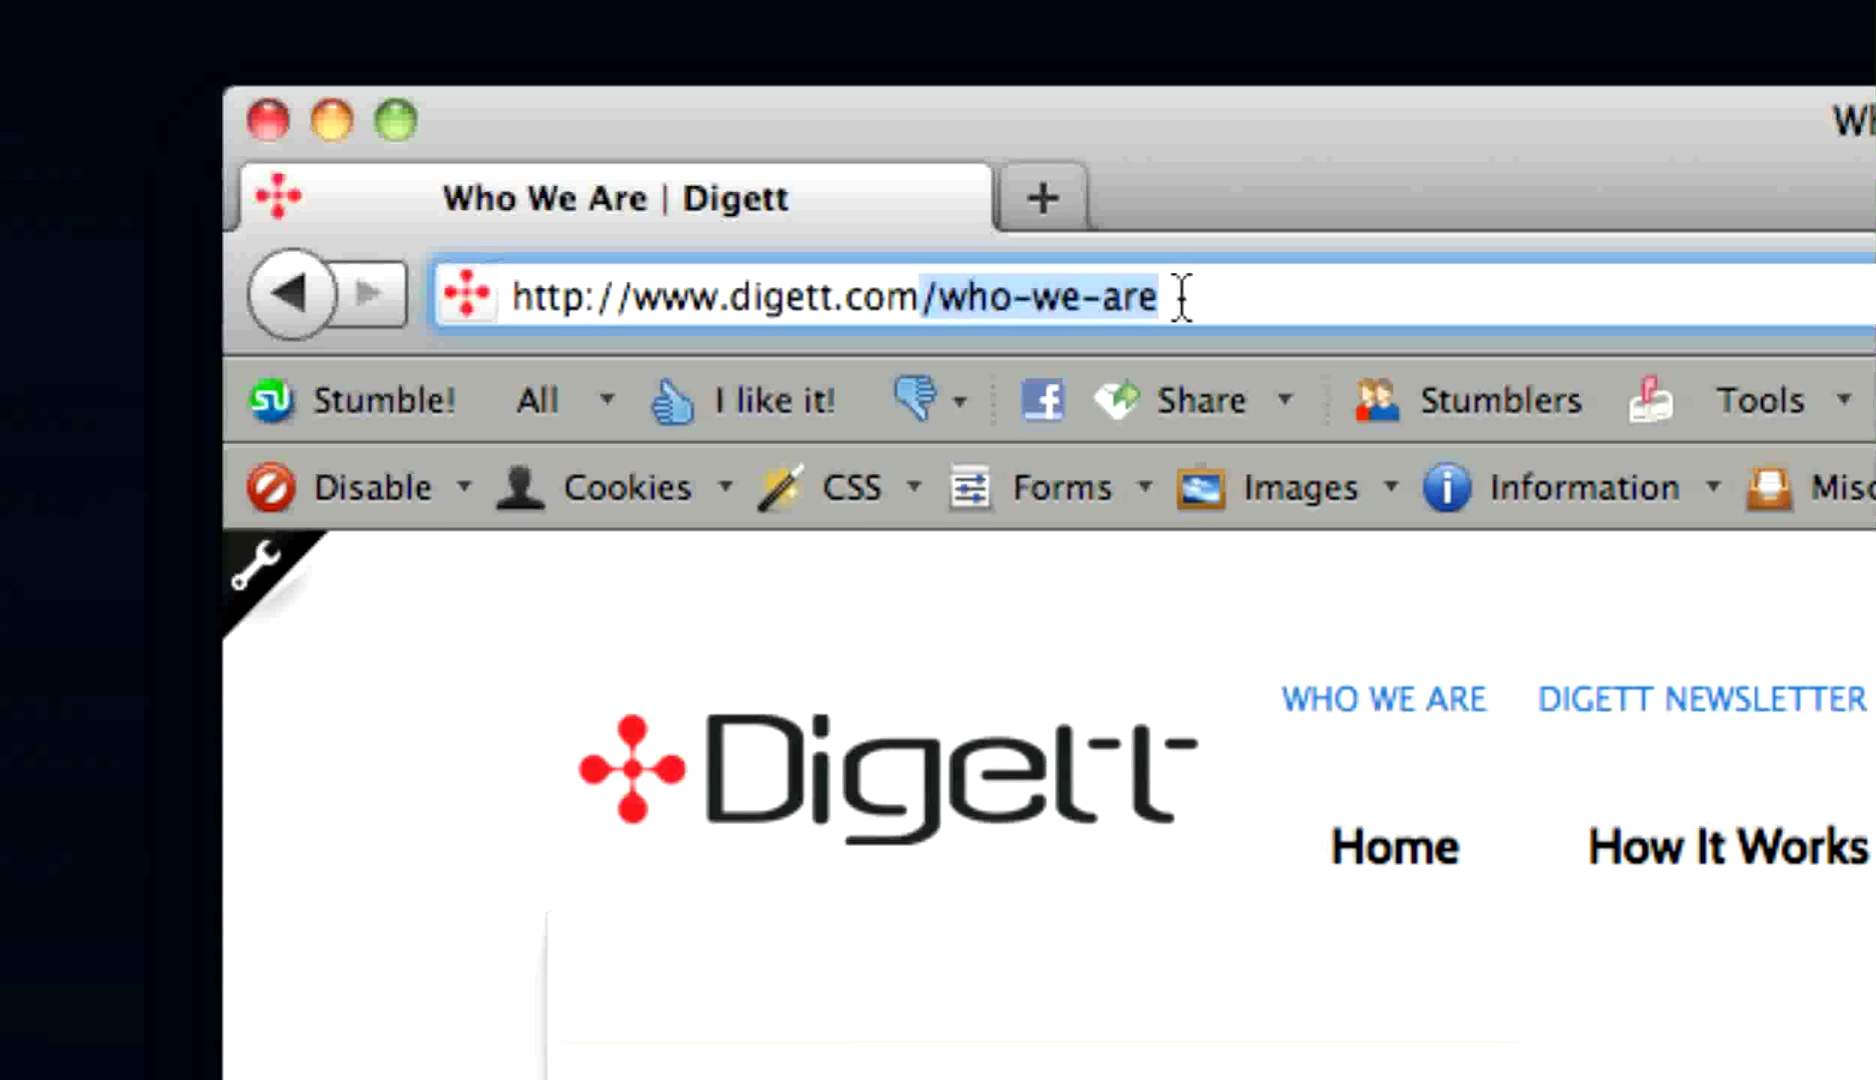 Wh
Who We Are | Digett
http://www.digett.com/who-we-are
Stumble! All I like it! Share Stumblers Tools
Disable Cookies CSS Forms Images Information Misc
WHO WE ARE DIGETT NEWSLETTER
Digett
Home How It Works